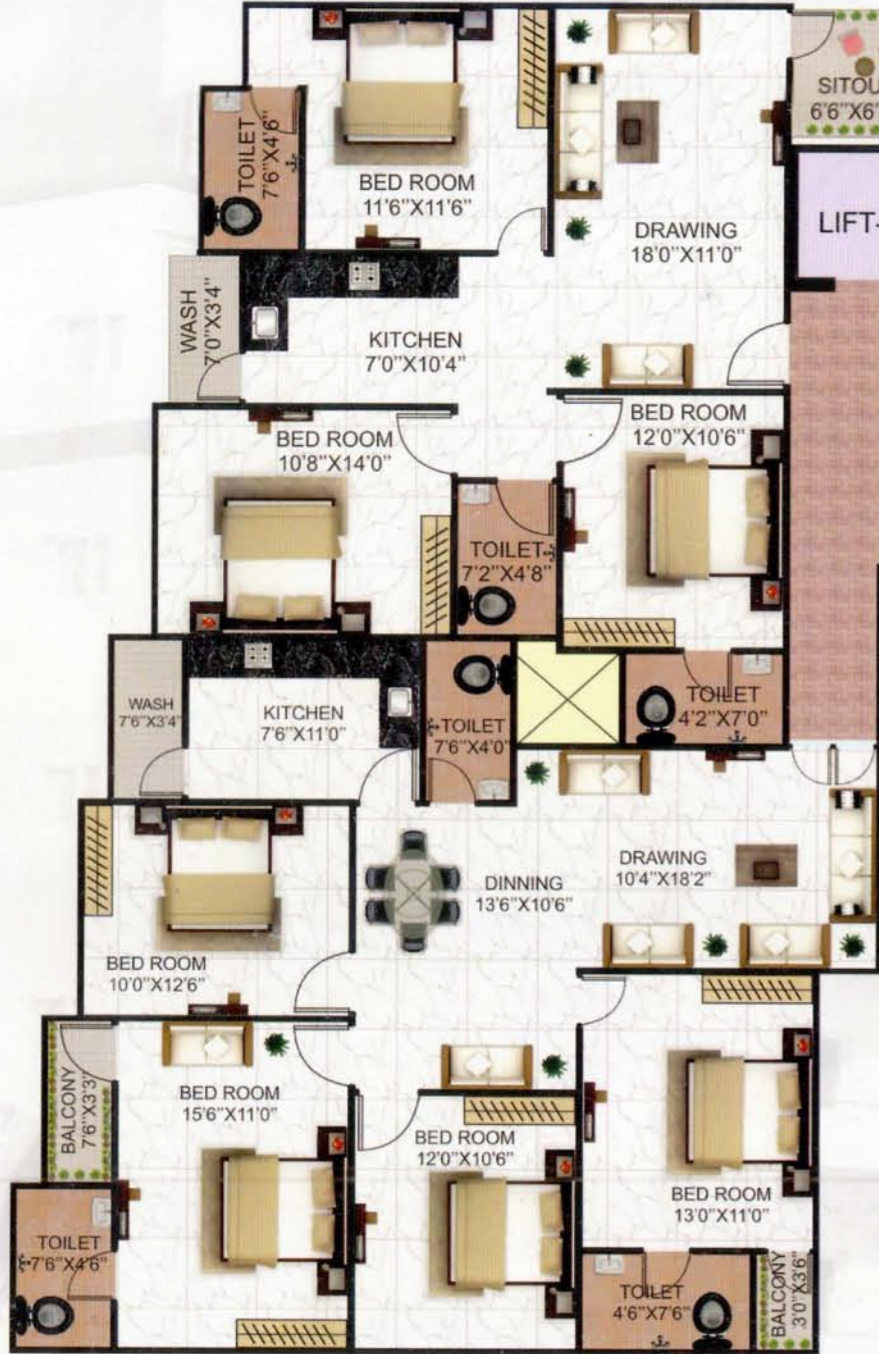 SITOU
6'6"X6'
TOILET
7'6"X4'6"
BED ROOM
11'6"X11'6"
DRAWING
18'0"X11'0"
LIFT-
WASH
7'0"X3'4"
KITCHEN
7'0"X10'4"
BED ROOM
10'8"X14'0"
BED ROOM
12'0"X10'6"
TOILET
7'2"X4'8"
WASH
7'6"X3'4"
KITCHEN
7'6"X11'0"
TOILET
7'6"X4'0"
TOILET
4'2"X7'0"
BED ROOM
10'0"X12'6"
DINNING
13'6"X10'6"
DRAWING
10'4"X18'2"
BALCONY
7'6"X3'3"
BED ROOM
15'6"X11'0"
BED ROOM
12'0"X10'6"
BED ROOM
13'0"X11'0"
TOILET
7'6"X4'6"
TOILET
4'6"X7'6"
BALCONY
3'0"X3'6"